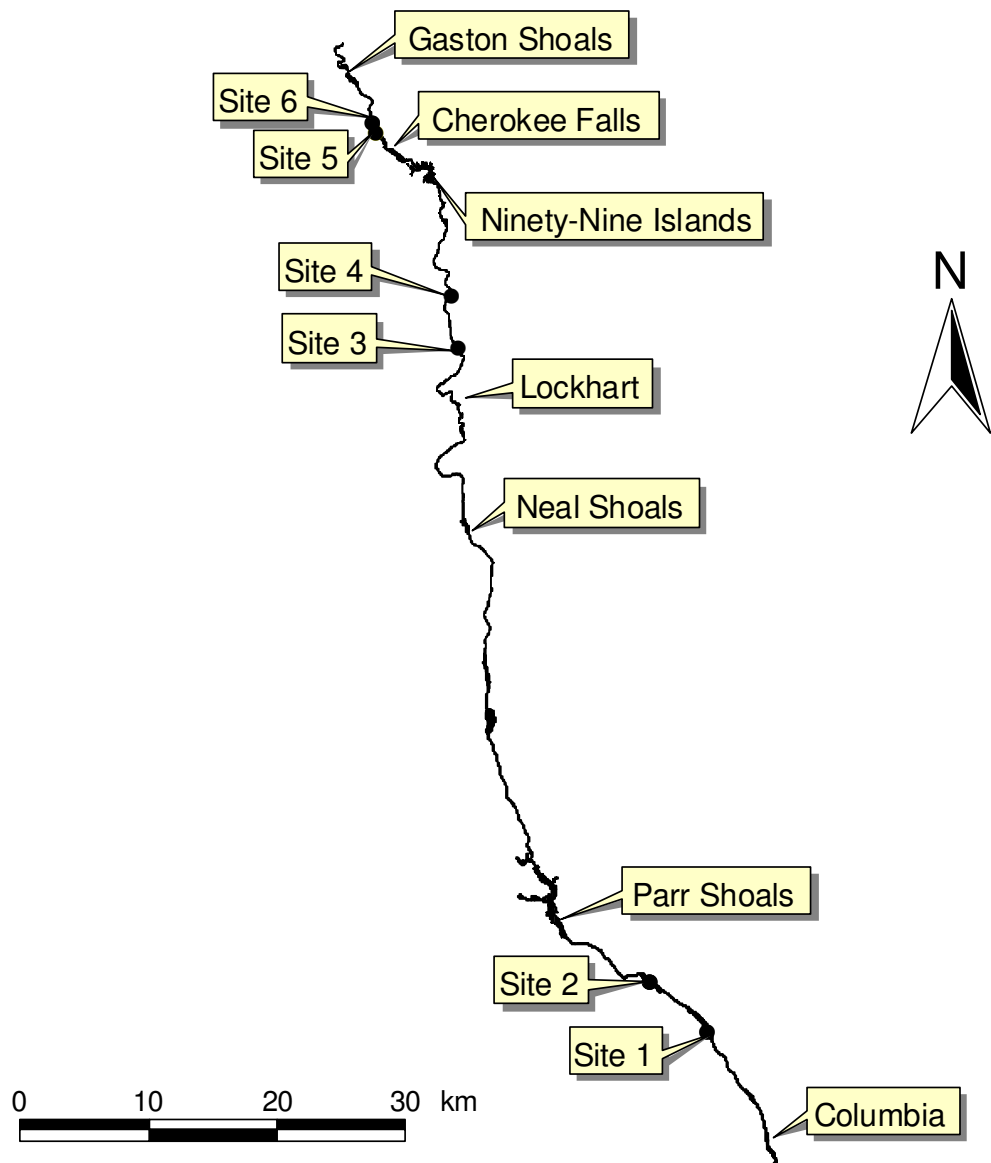 Gaston Shoals
Site 6
Cherokee Falls
Site 5
Ninety-Nine Islands
N
Site 4
Site 3
Lockhart
Neal Shoals
Parr Shoals
Site 2
Site 1
0 10 20 30 km
Columbia